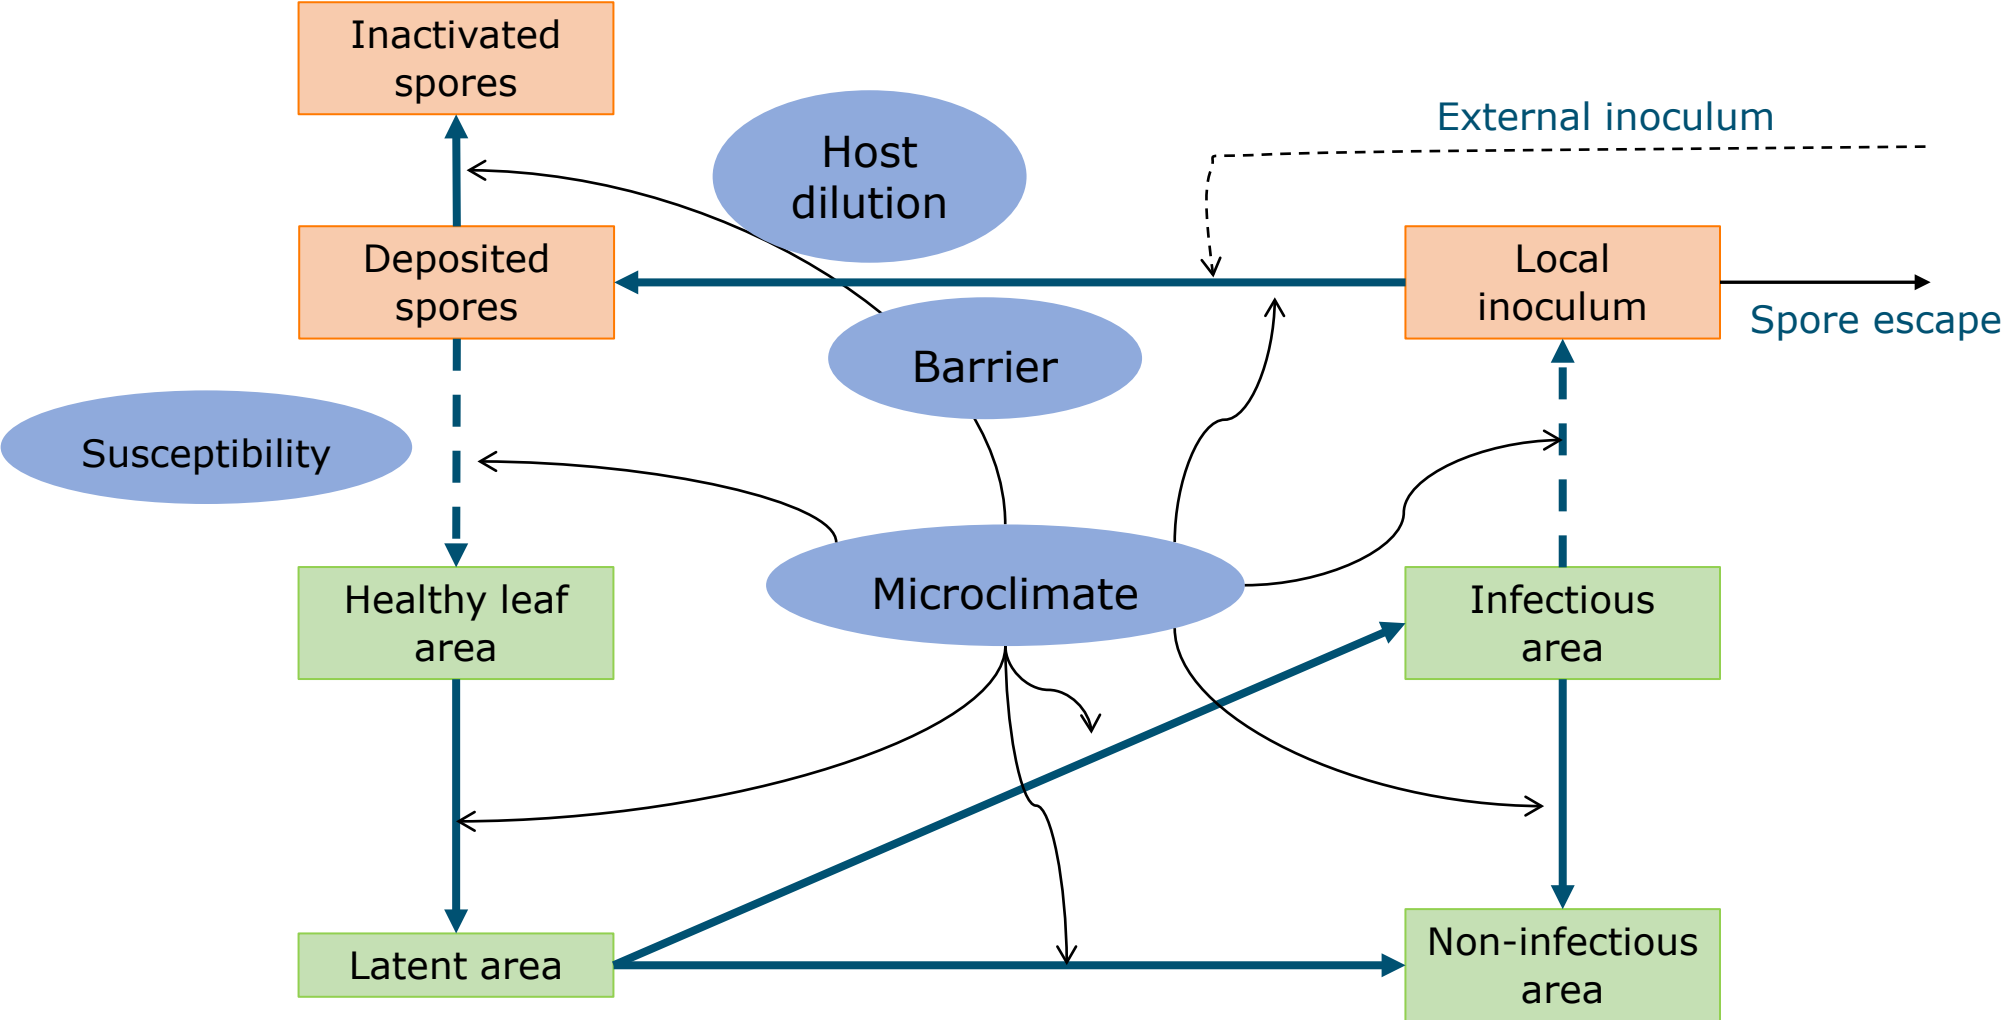 Inactivated
spores
Host
dilution
External inoculum
Deposited
spores
Local
inoculum
Spore escape
Barrier
Susceptibility
Healthy leaf
area
Microclimate
Infectious
area
Latent area
Non-infectious
area